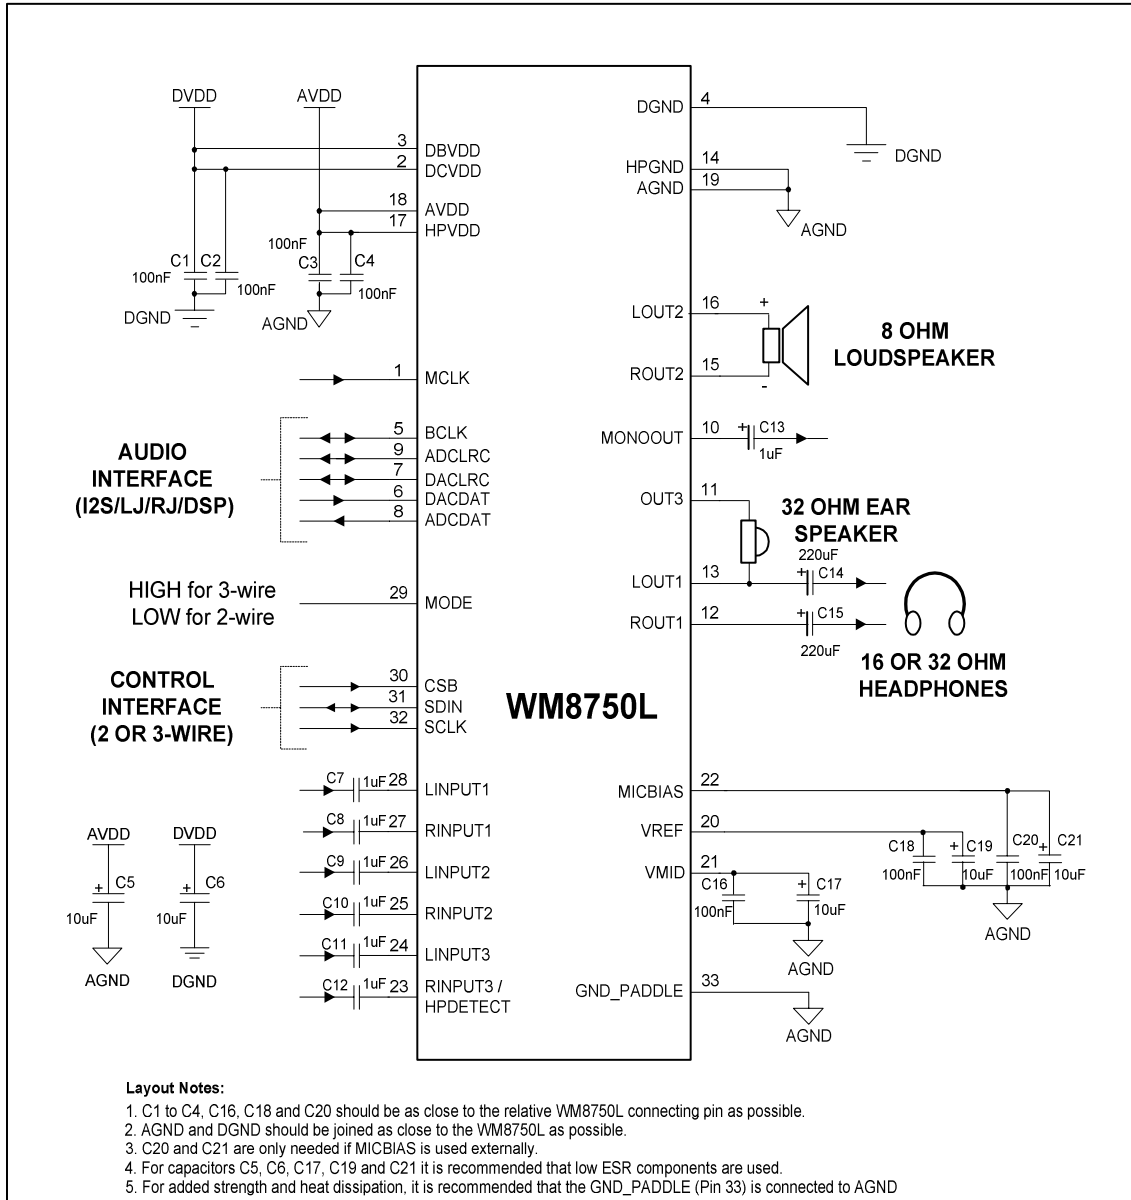 DVDD
AVDD
3
DBVDD
2
DCVDD
18
AVDD
17
HPVDD
100nF
C1
C2
C3
C4
100nF
100nF
100nF
DGND
AGND
1
MCLK
AUDIO
INTERFACE
(I2S/LJ/RJ/DSP)
5
BCLK
9
ADCLRC
7
DACLRC
6
DACDAT
8
ADCDAT
HIGH for 3-wire
LOW for 2-wire
29
MODE
CONTROL
INTERFACE
(2 OR 3-WIRE)
30
CSB
31
SDIN
32
SCLK
C7
1uF
28
LINPUT1
C8
1uF
27
RINPUT1
C9
1uF
26
LINPUT2
C10
1uF
25
RINPUT2
C11
1uF
24
LINPUT3
C12
1uF
23
RINPUT3 /
HPDETECT
AVDD
DVDD
+
C5
+
C6
10uF
10uF
AGND
DGND
WM8750L
DGND
4
DGND
HPGND
14
AGND
19
AGND
LOUT2
16
+
8 OHM
LOUDSPEAKER
ROUT2
15
-
MONOOUT
10
+
C13
1uF
OUT3
11
32 OHM EAR
SPEAKER
220uF
LOUT1
13
+
C14
ROUT1
12
+
C15
220uF
16 OR 32 OHM
HEADPHONES
MICBIAS
22
VREF
20
C18
+
C19
C20
+
C21
100nF
10uF
100nF
10uF
AGND
VMID
21
C16
+
C17
100nF
10uF
AGND
GND_PADDLE
33
AGND
Layout Notes:
1. C1 to C4, C16, C18 and C20 should be as close to the relative WM8750L connecting pin as possible.
2. AGND and DGND should be joined as close to the WM8750L as possible.
3. C20 and C21 are only needed if MICBIAS is used externally.
4. For capacitors C5, C6, C17, C19 and C21 it is recommended that low ESR components are used.
5. For added strength and heat dissipation, it is recommended that the GND_PADDLE (Pin 33) is connected to AGND